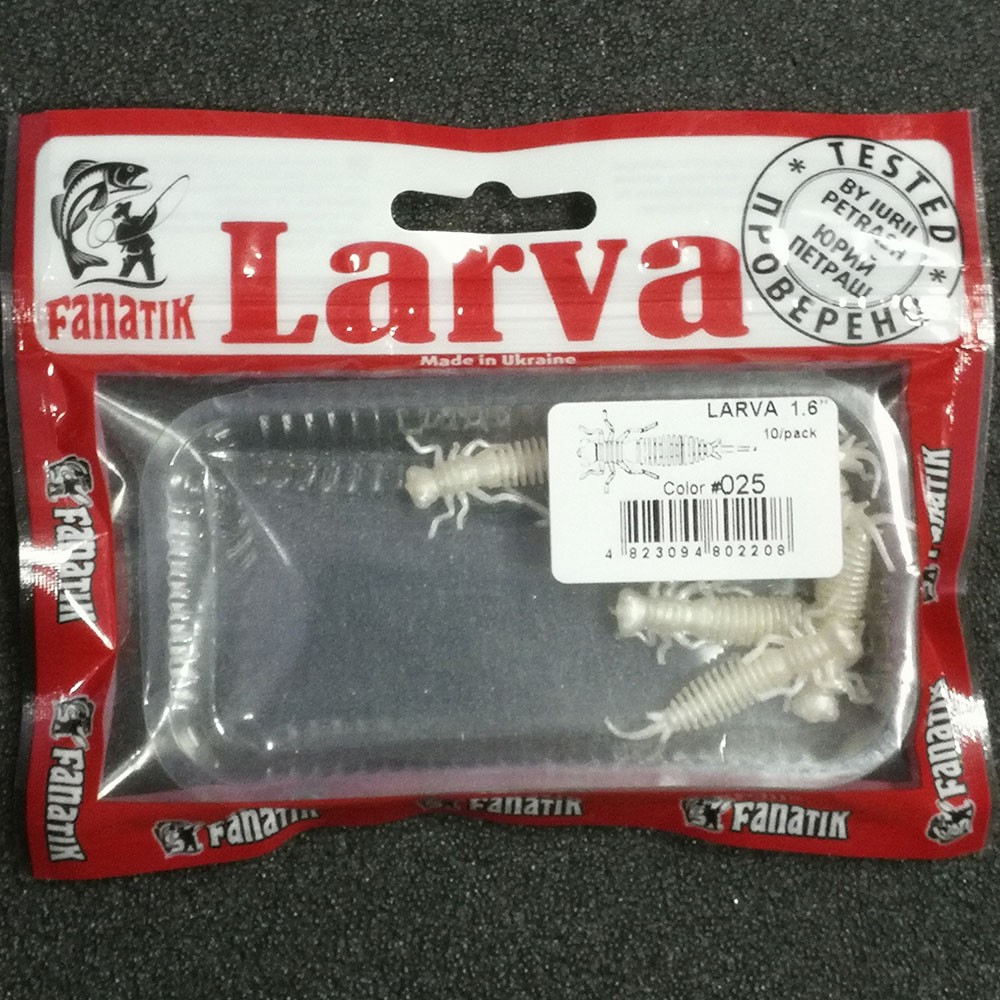 FANATIK
Larva
Made in Ukraine
* TESTED *
ПРОВЕРЕНО
BY IURII
PETRASH
ЮРИЙ
ПЕТРАШ
LARVA 1.6"
10/pack
Color #025
4 823094 802208
FANATIK
FANATIK
FANATIK
FANATIK
FANATIK
FANATIK
FANATIK